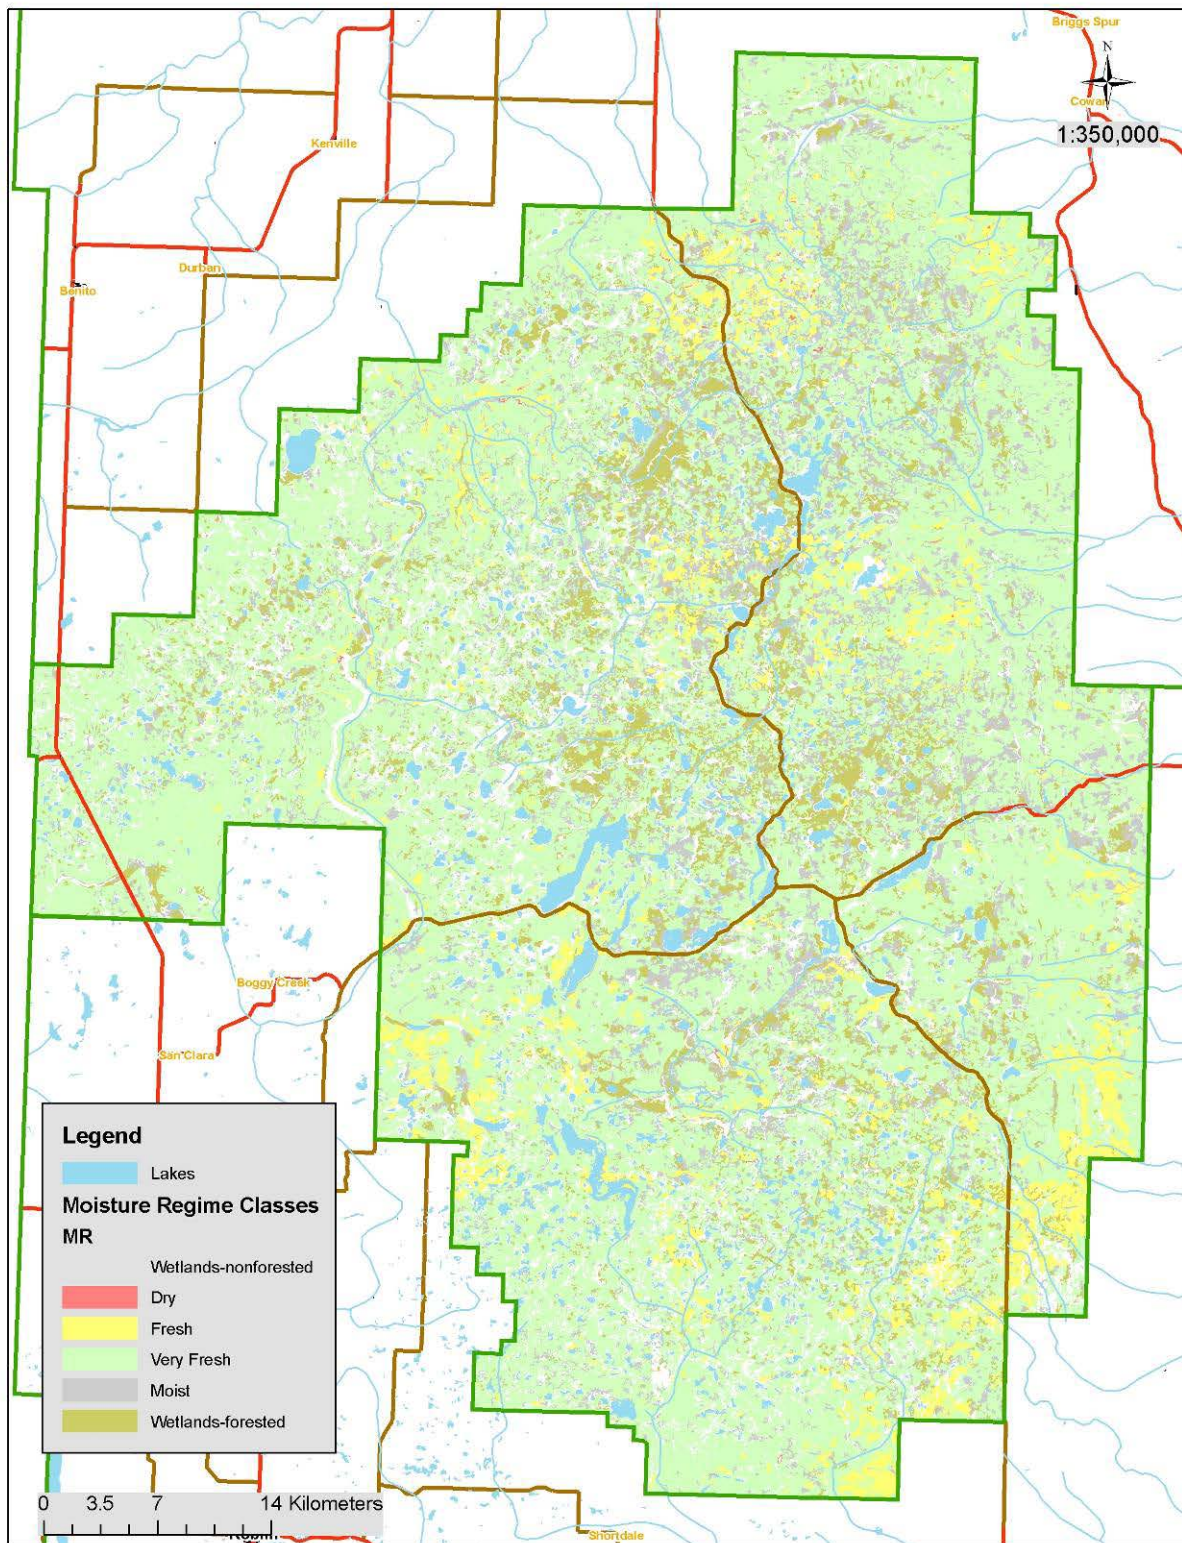 Briggs Spur
N
Cowan
1:350,000
Kenville
Durban
Benito
Boggy Creek
San Clara
Legend
Lakes
Moisture Regime Classes
MR
Wetlands-nonforested
Dry
Fresh
Very Fresh
Moist
Wetlands-forested
0 3.5 7 14 Kilometers
Roblin
Shortdale